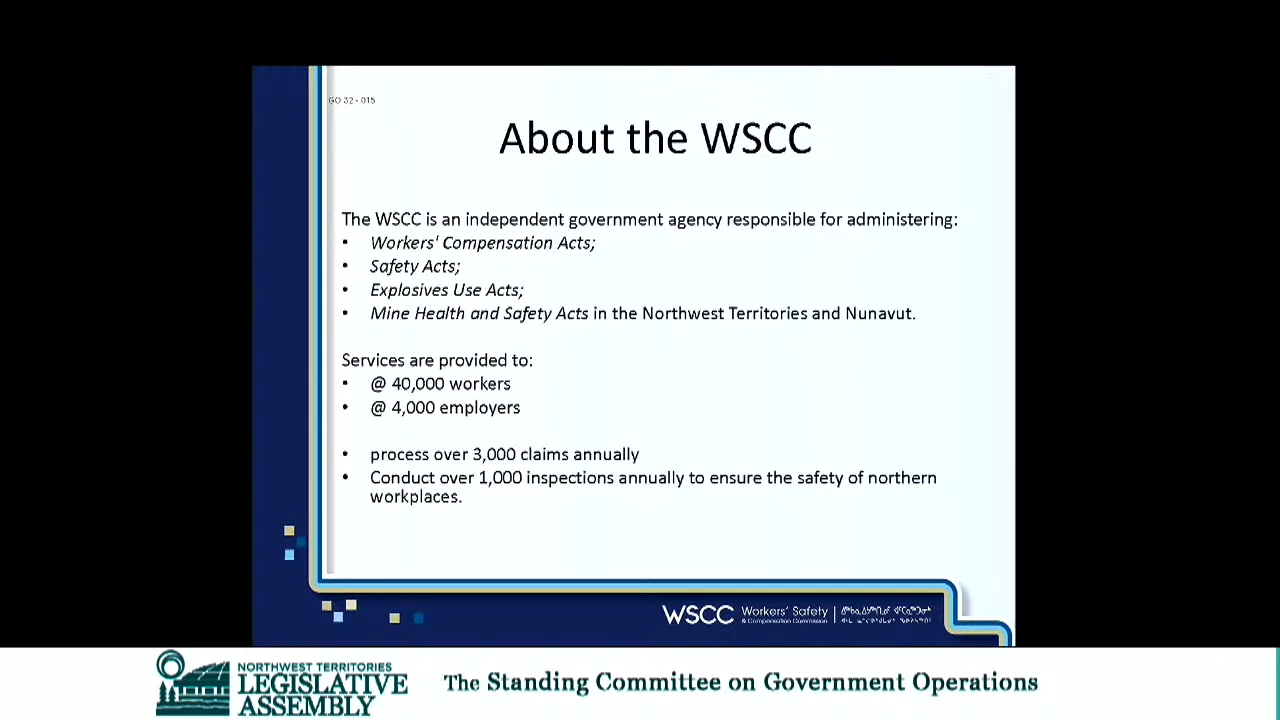 GO 32 - 015
About the WSCC
The WSCC is an independent government agency responsible for administering:
• Workers' Compensation Acts;
• Safety Acts;
• Explosives Use Acts;
• Mine Health and Safety Acts in the Northwest Territories and Nunavut.
Services are provided to:
• @ 40,000 workers
• @ 4,000 employers
• process over 3,000 claims annually
• Conduct over 1,000 inspections annually to ensure the safety of northern
workplaces.
WSCC Workers' Safety
& Compensation Commission
NORTHWEST TERRITORIES
LEGISLATIVE
ASSEMBLY
The Standing Committee on Government Operations